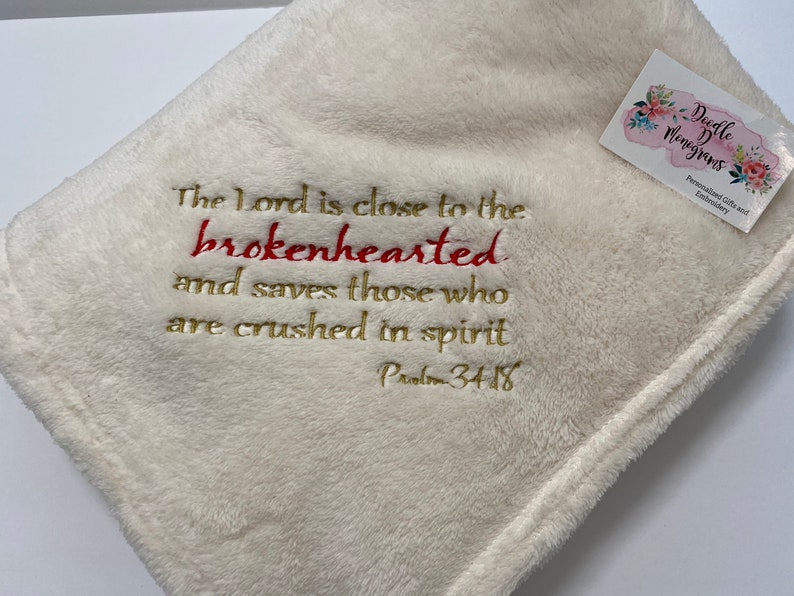 The Lord is close to the
brokenhearted
and saves those who
are crushed in spirit
Psalm 34:18
Doodle
D
Monograms
Personalized Gifts and
Embroidery